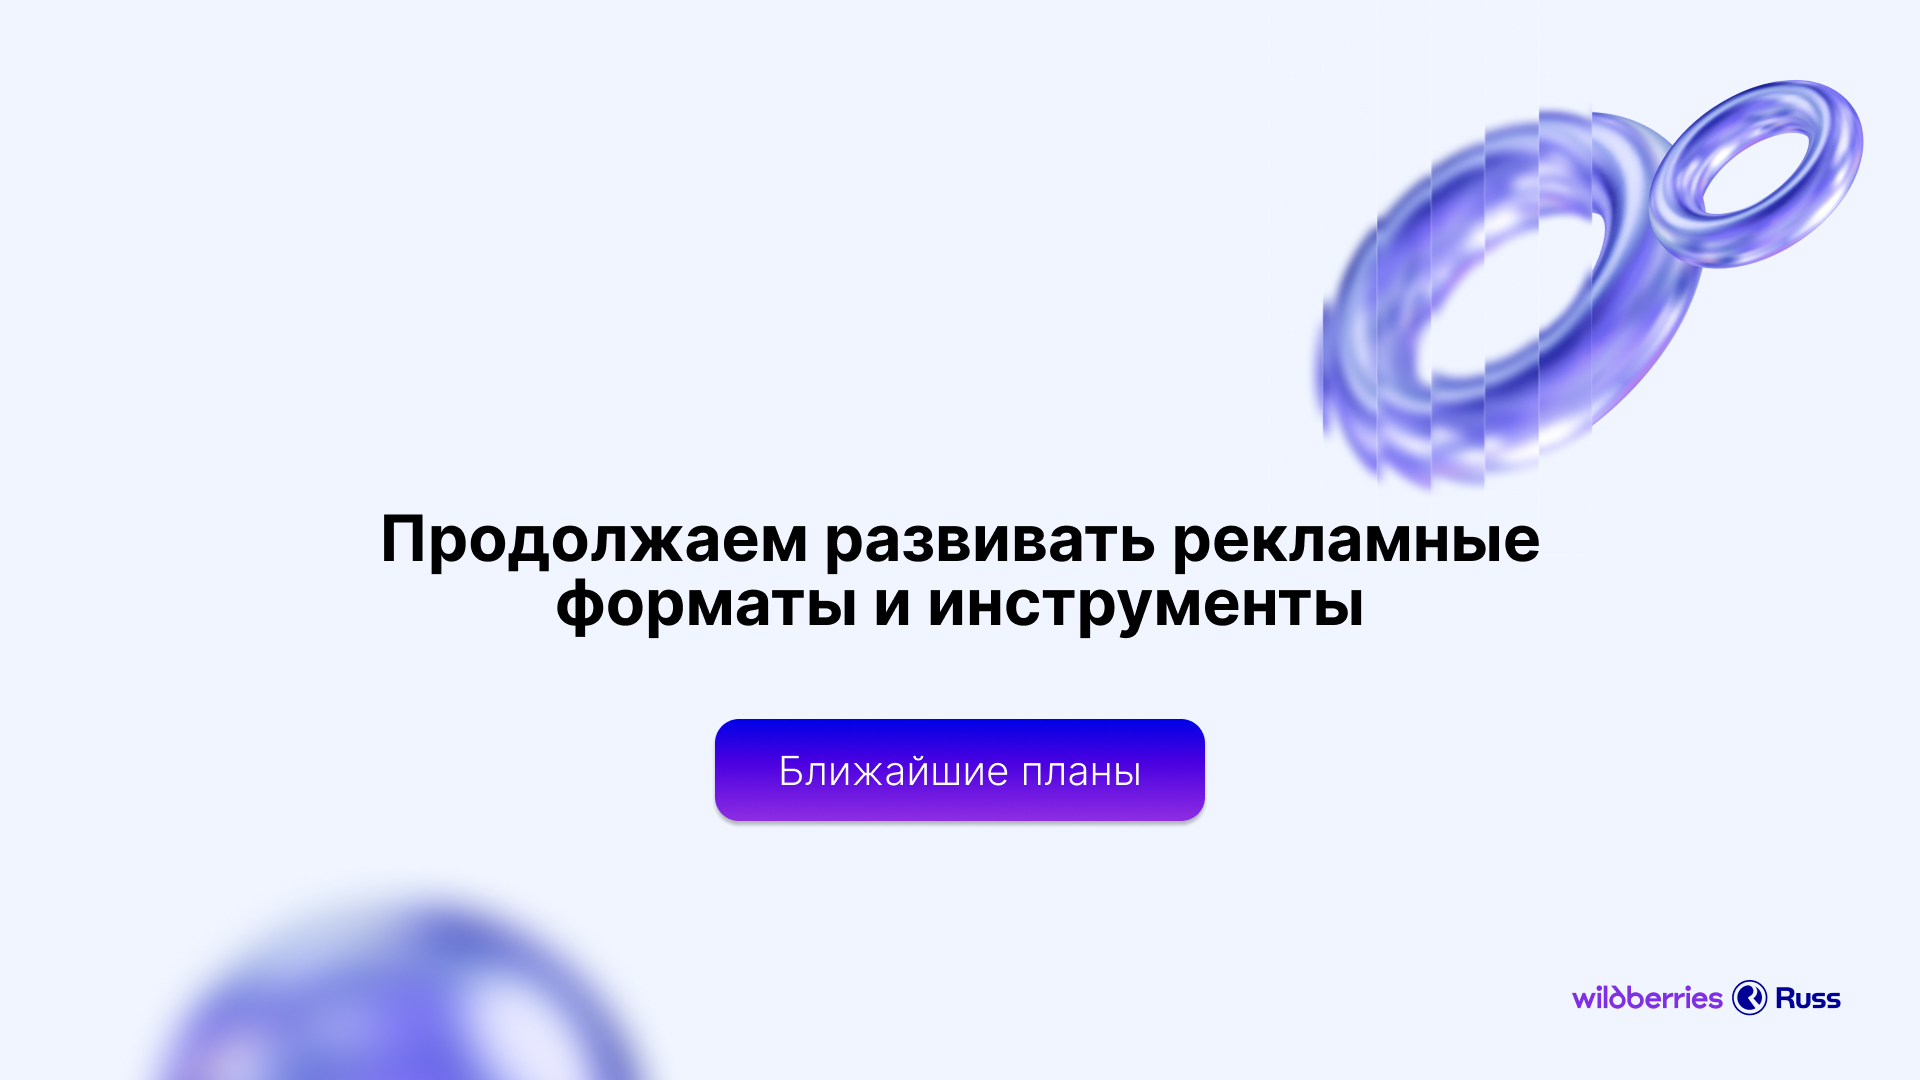 Продолжаем развивать рекламные
форматы и инструменты
Ближайшие планы
wildberries Russ